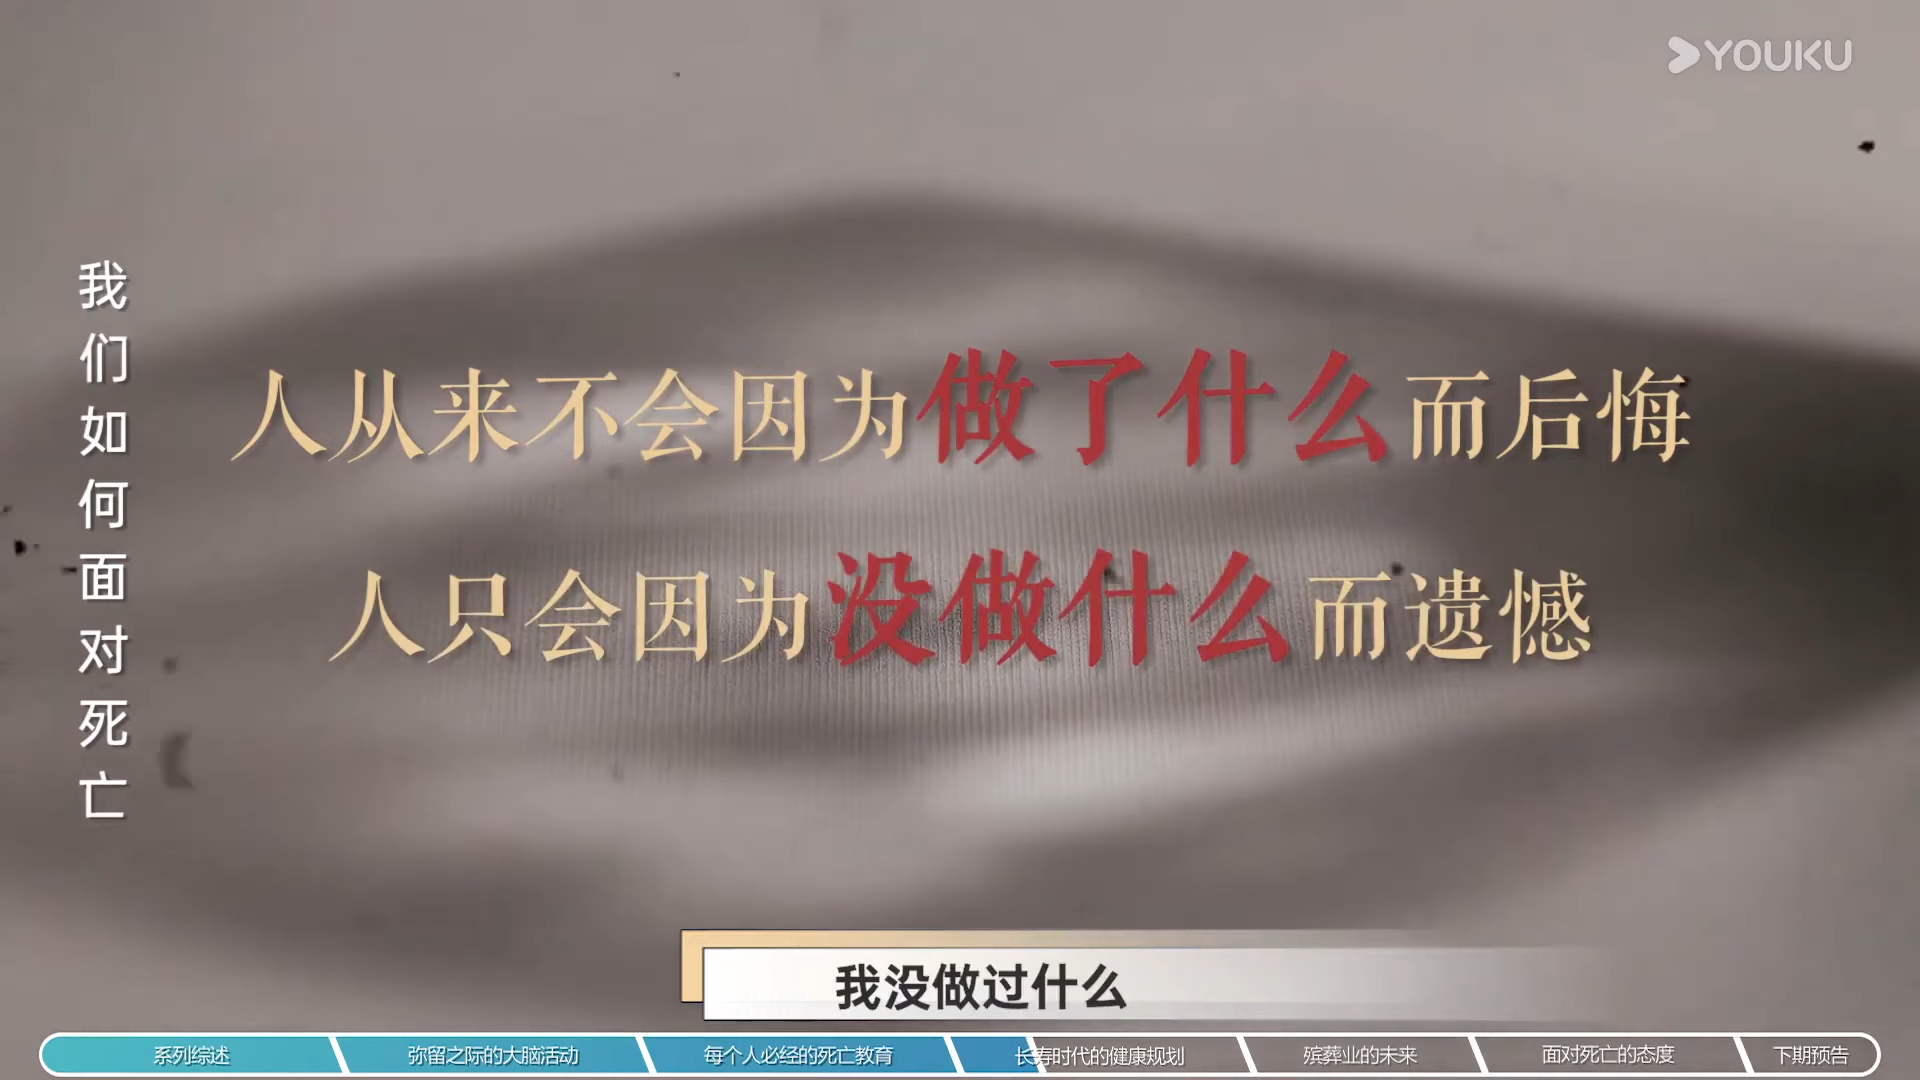 YOUKU
我们如何面对死亡
人从来不会因为做了什么而后悔
人只会因为没做什么而遗憾
我没做过什么
系列综述
弥留之际的大脑活动
每个人必经的死亡教育
长寿时代的健康规划
殡葬业的未来
面对死亡的态度
下期预告